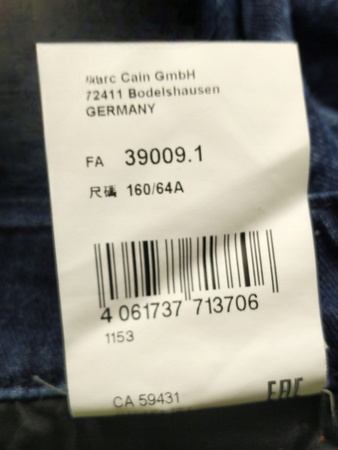 Marc Cain GmbH
72411 Bodelshausen
GERMANY
FA 39009.1
尺碼 160/64A
4 061737 713706
1153
CA 59431
EAC